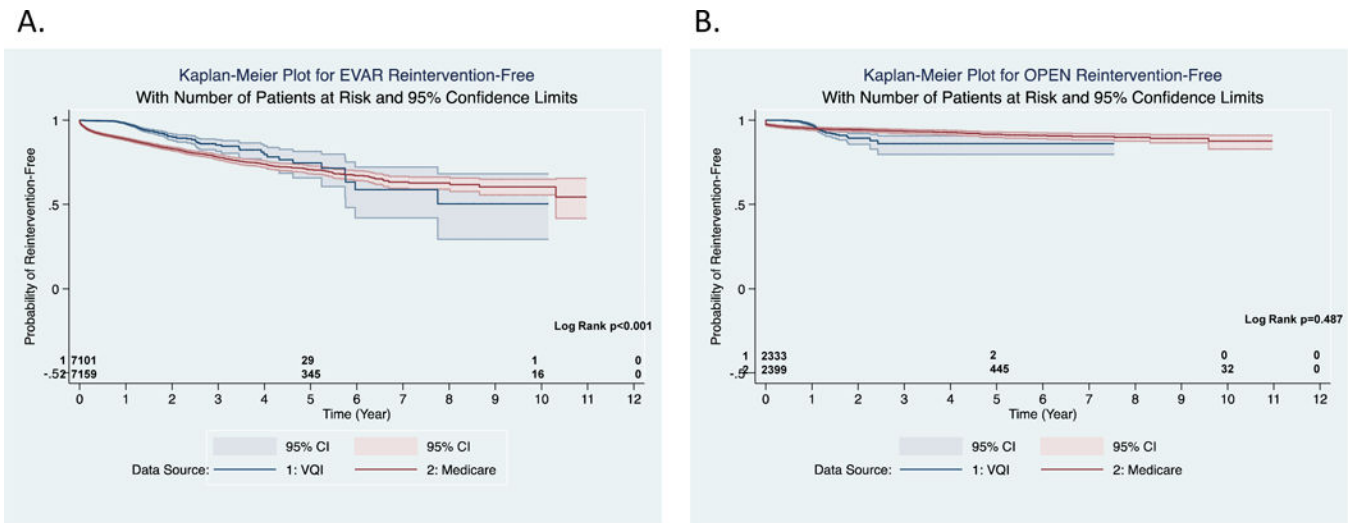 A.
Kaplan-Meier Plot for EVAR Reintervention-Free
With Number of Patients at Risk and 95% Confidence Limits
Probability of Reintervention-Free
1
.5
0
Log Rank p<0.001
1 7101 29 1 0
-.5 7159 345 16 0
0 1 2 3 4 5 6 7 8 9 10 11 12
Time (Year)
95% CI 95% CI
Data Source: 1: VQI 2: Medicare
B.
Kaplan-Meier Plot for OPEN Reintervention-Free
With Number of Patients at Risk and 95% Confidence Limits
Probability of Reintervention-Free
1
.5
0
Log Rank p=0.487
1 2333 2 0 0
-.5 2399 445 32 0
0 1 2 3 4 5 6 7 8 9 10 11 12
Time (Year)
95% CI 95% CI
Data Source: 1: VQI 2: Medicare